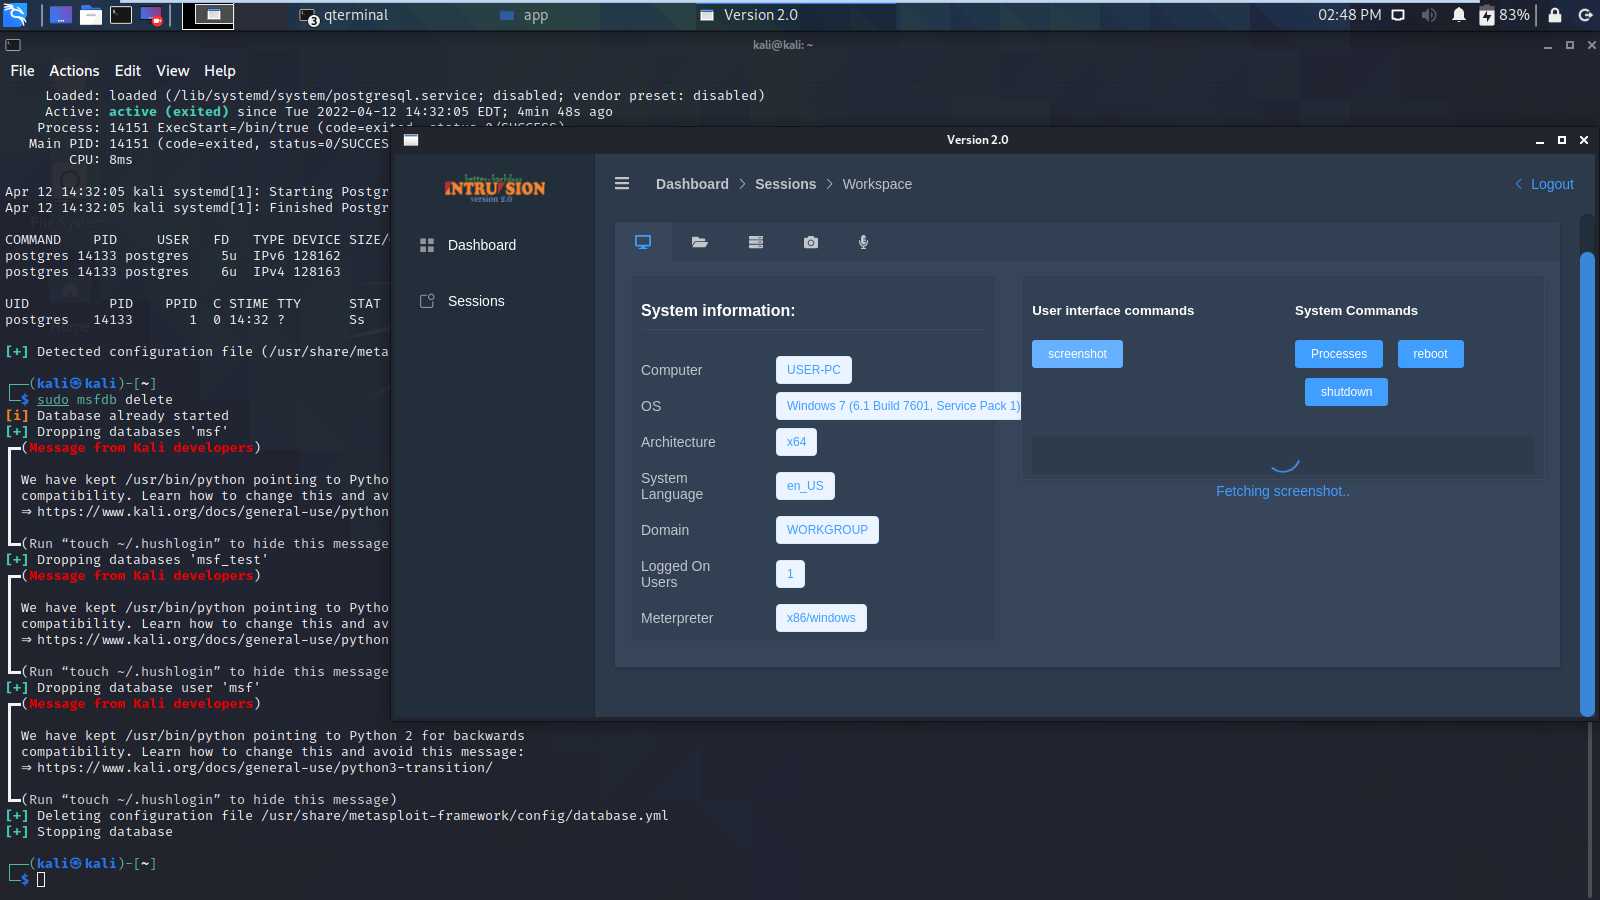 qterminal
3
app
Version 2.0
02:48 PM
83%
kali@kali: ~
File Actions Edit View Help
Loaded: loaded (/lib/systemd/system/postgresql.service; disabled; vendor preset: disabled)
Active: active (exited) since Tue 2022-04-12 14:32:05 EDT; 4min 48s ago
Process: 14151 ExecStart=/bin/true (code=exited, status=0/SUCCESS)
Main PID: 14151 (code=exited, status=0/SUCCES
CPU: 8ms
Apr 12 14:32:05 kali systemd[1]: Starting Postgr
Apr 12 14:32:05 kali systemd[1]: Finished Postgr
COMMAND PID USER FD TYPE DEVICE SIZE/
postgres 14133 postgres 5u IPv6 128162
postgres 14133 postgres 6u IPv4 128163
UID PID PPID C STIME TTY STAT
postgres 14133 1 0 14:32 ? Ss
[+] Detected configuration file (/usr/share/meta
(kali㉿kali)-[~]
$ sudo msfdb delete
[i] Database already started
[+] Dropping databases 'msf'
(Message from Kali developers)
We have kept /usr/bin/python pointing to Pytho
compatibility. Learn how to change this and av
⇒ https://www.kali.org/docs/general-use/python
(Run “touch ~/.hushlogin” to hide this message
[+] Dropping databases 'msf_test'
(Message from Kali developers)
We have kept /usr/bin/python pointing to Pytho
compatibility. Learn how to change this and av
⇒ https://www.kali.org/docs/general-use/python
(Run “touch ~/.hushlogin” to hide this message
[+] Dropping database user 'msf'
(Message from Kali developers)
We have kept /usr/bin/python pointing to Python 2 for backwards
compatibility. Learn how to change this and avoid this message:
⇒ https://www.kali.org/docs/general-use/python3-transition/
(Run “touch ~/.hushlogin” to hide this message)
[+] Deleting configuration file /usr/share/metasploit-framework/config/database.yml
[+] Stopping database
(kali㉿kali)-[~]
$
Version 2.0
INTRUSION
version 2.0
Dashboard
Sessions
Dashboard > Sessions > Workspace
< Logout
System information:
Computer USER-PC
OS Windows 7 (6.1 Build 7601, Service Pack 1)
Architecture x64
System
Language en_US
Domain WORKGROUP
Logged On
Users 1
Meterpreter x86/windows
User interface commands
screenshot
System Commands
Processes reboot
shutdown
Fetching screenshot..